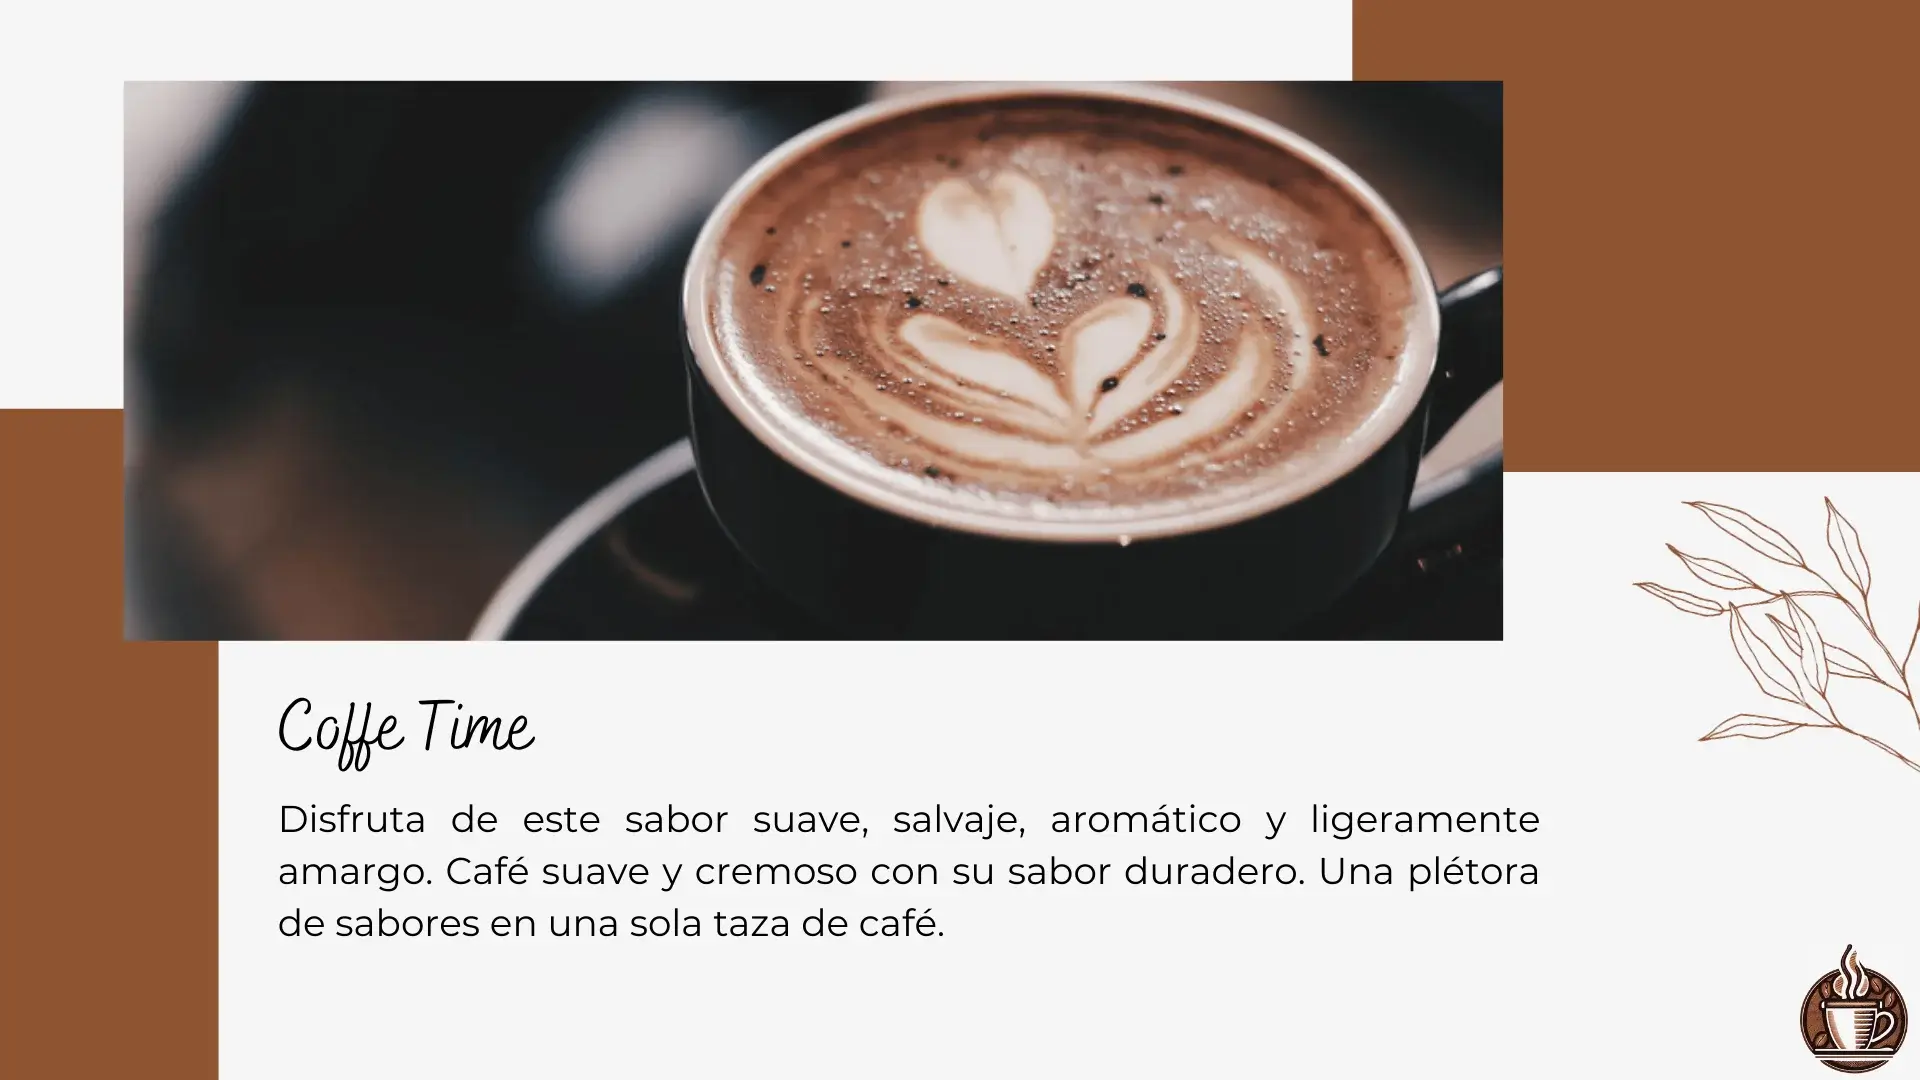 Coffe Time
Disfruta de este sabor suave, salvaje, aromático y ligeramente
amargo. Café suave y cremoso con su sabor duradero. Una plétora
de sabores en una sola taza de café.